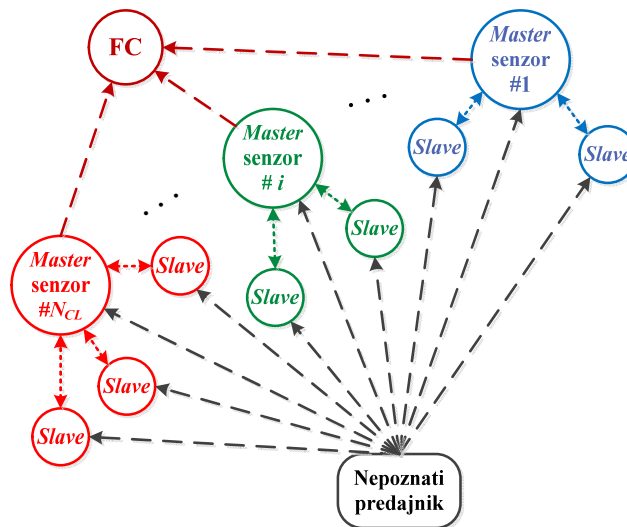 FC
Master
senzor
#1
Slave
Slave
. . .
Master
senzor
# i
Slave
Slave
. . .
Master
senzor
#N_CL
Slave
Slave
Slave
Nepoznati
predajnik